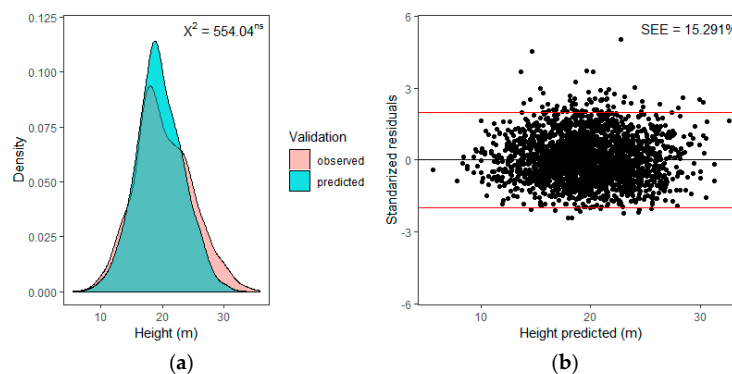 X² = 554.04ⁿˢ
0.125
0.100
0.075
0.050
0.025
0.000
Density
10
20
30
Height (m)
Validation
observed
predicted
(a)
SEE = 15.291%
6
3
0
-3
-6
Standarized residuals
10
20
30
Height predicted (m)
(b)